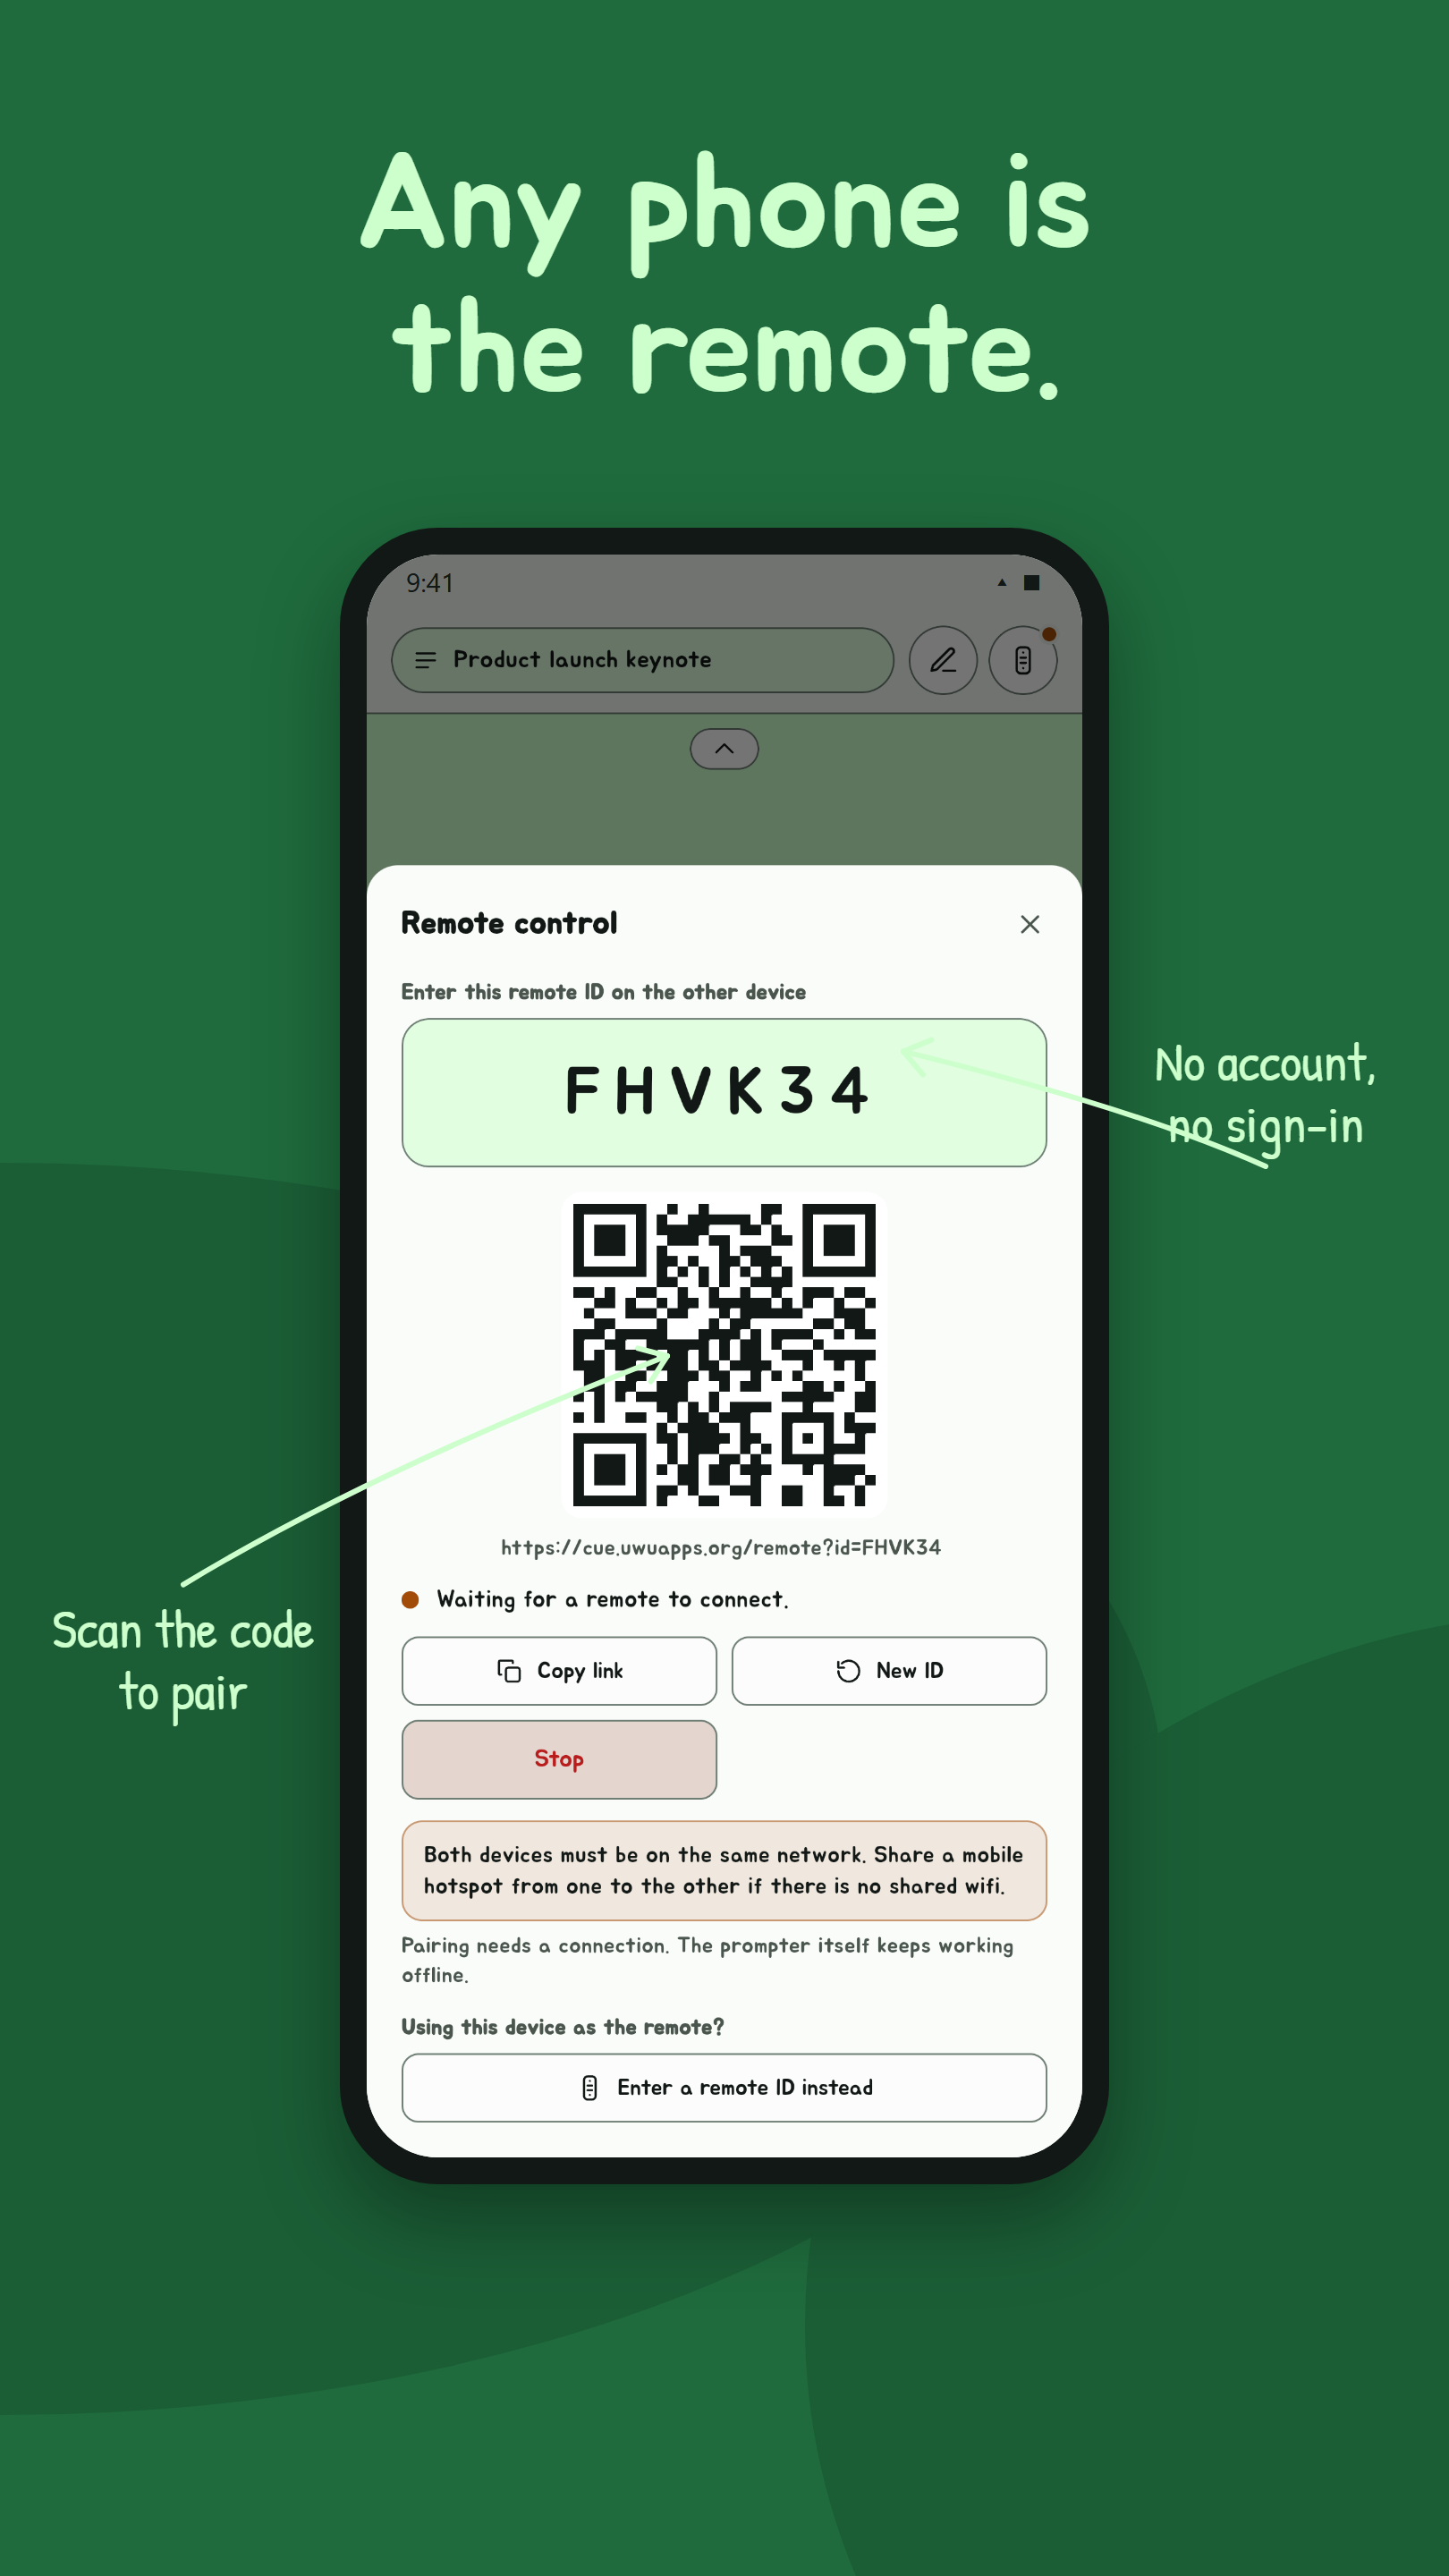 Any phone is
the remote.
9:41
Product launch keynote
Remote control
Enter this remote ID on the other device
FHVK34
No account,
no sign-in
https://cue.uwuapps.org/remote?id=FHVK34
Waiting for a remote to connect.
Scan the code
to pair
Copy link
New ID
Stop
Both devices must be on the same network. Share a mobile
hotspot from one to the other if there is no shared wifi.
Pairing needs a connection. The prompter itself keeps working
offline.
Using this device as the remote?
Enter a remote ID instead